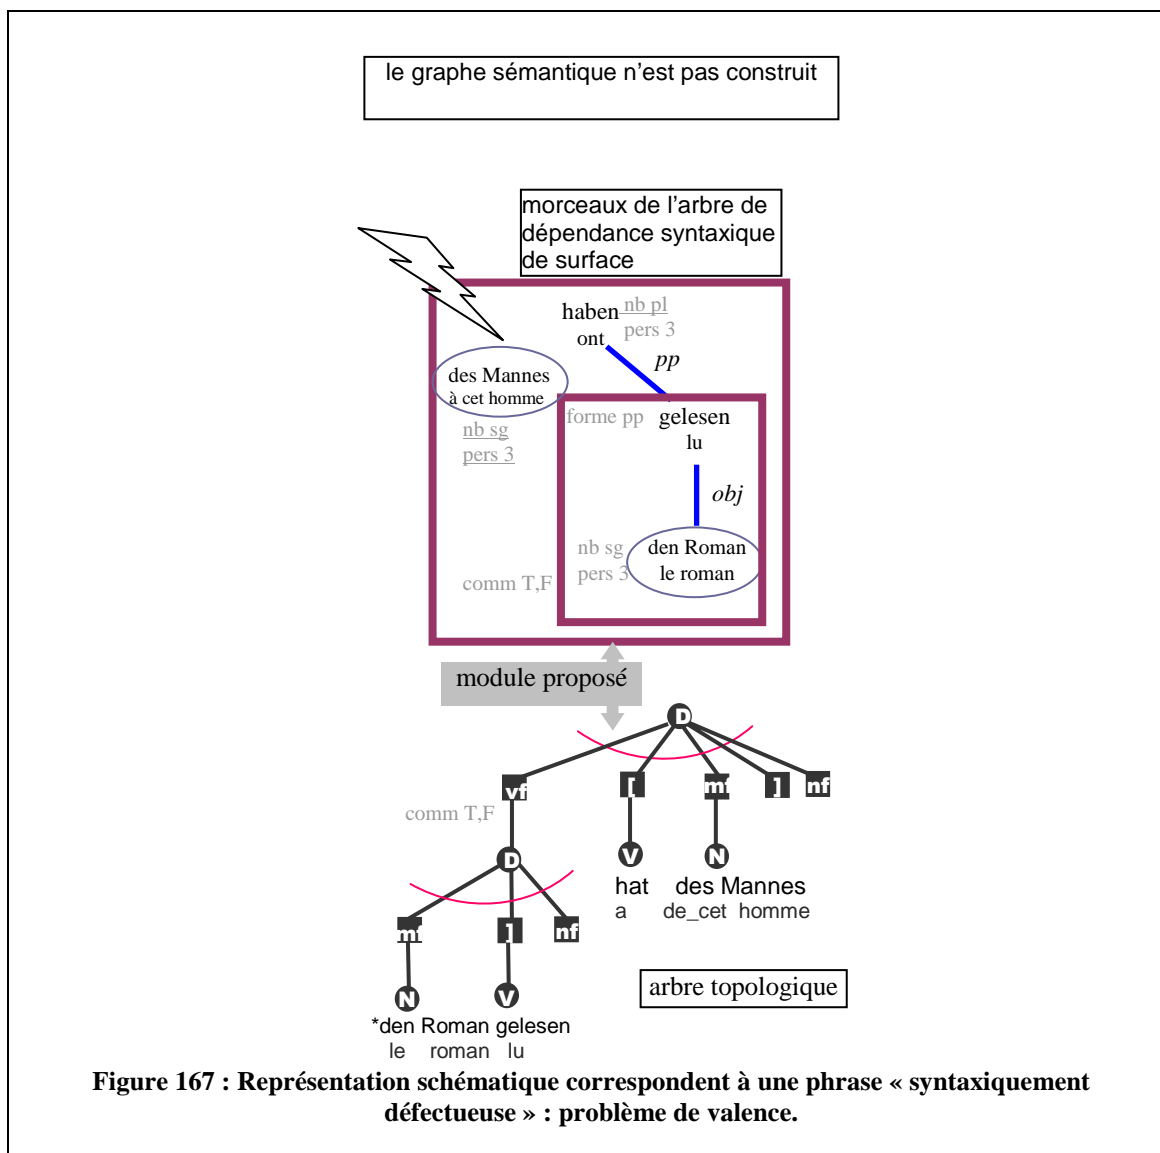 le graphe sémantique n'est pas construit
morceaux de l'arbre de
dépendance syntaxique
de surface
haben nb pl
ont pers 3
pp
des Mannes
à cet homme
nb sg
pers 3
forme pp gelesen
lu
obj
nb sg den Roman
pers 3 le roman
comm T,F
module proposé
D
vf [ mf ] nf
comm T,F
D V N
hat des Mannes
a de_cet homme
mf ] nf
N V
arbre topologique
*den Roman gelesen
le roman lu
Figure 167 : Représentation schématique correspondent à une phrase « syntaxiquement
défectueuse » : problème de valence.